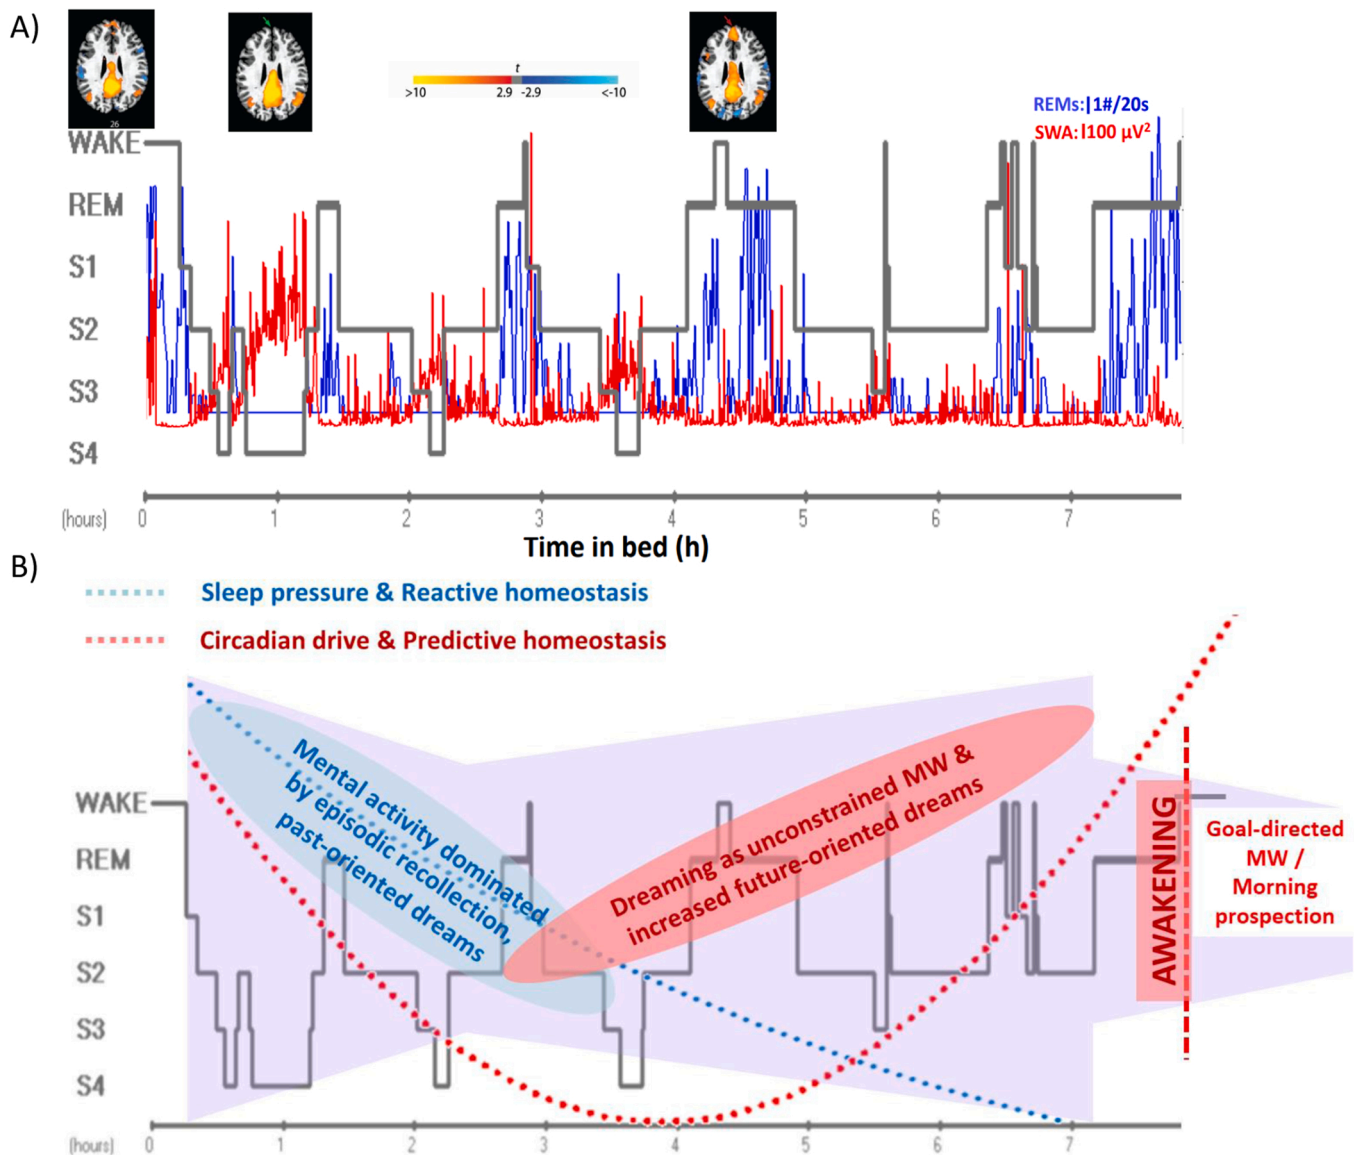 A)
26
t
>10 2.9 -2.9 <-10
REMs:|1#/20s
SWA:|100 µV²
WAKE
REM
S1
S2
S3
S4
(hours) 0 1 2 3 4 5 6 7
Time in bed (h)
B)
Sleep pressure & Reactive homeostasis
Circadian drive & Predictive homeostasis
Mental activity dominated
by episodic recollection,
past-oriented dreams
Dreaming as unconstrained MW &
increased future-oriented dreams
AWAKENING
Goal-directed
MW /
Morning
prospection
WAKE
REM
S1
S2
S3
S4
(hours) 0 1 2 3 4 5 6 7